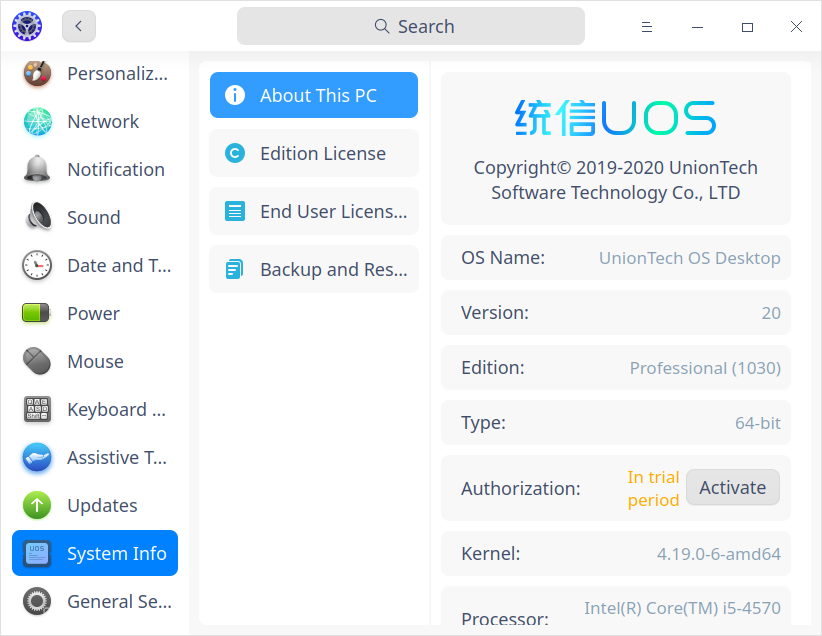 Search
Personaliz...
Network
Notification
Sound
Date and T...
Power
Mouse
Keyboard ...
Assistive T...
Updates
UOS
System Info
General Se...
About This PC
Edition License
End User Licens...
Backup and Res...
统信UOS
Copyright© 2019-2020 UnionTech
Software Technology Co., LTD
OS Name: UnionTech OS Desktop
Version: 20
Edition: Professional (1030)
Type: 64-bit
Authorization: In trial
period Activate
Kernel: 4.19.0-6-amd64
Processor: Intel(R) Core(TM) i5-4570